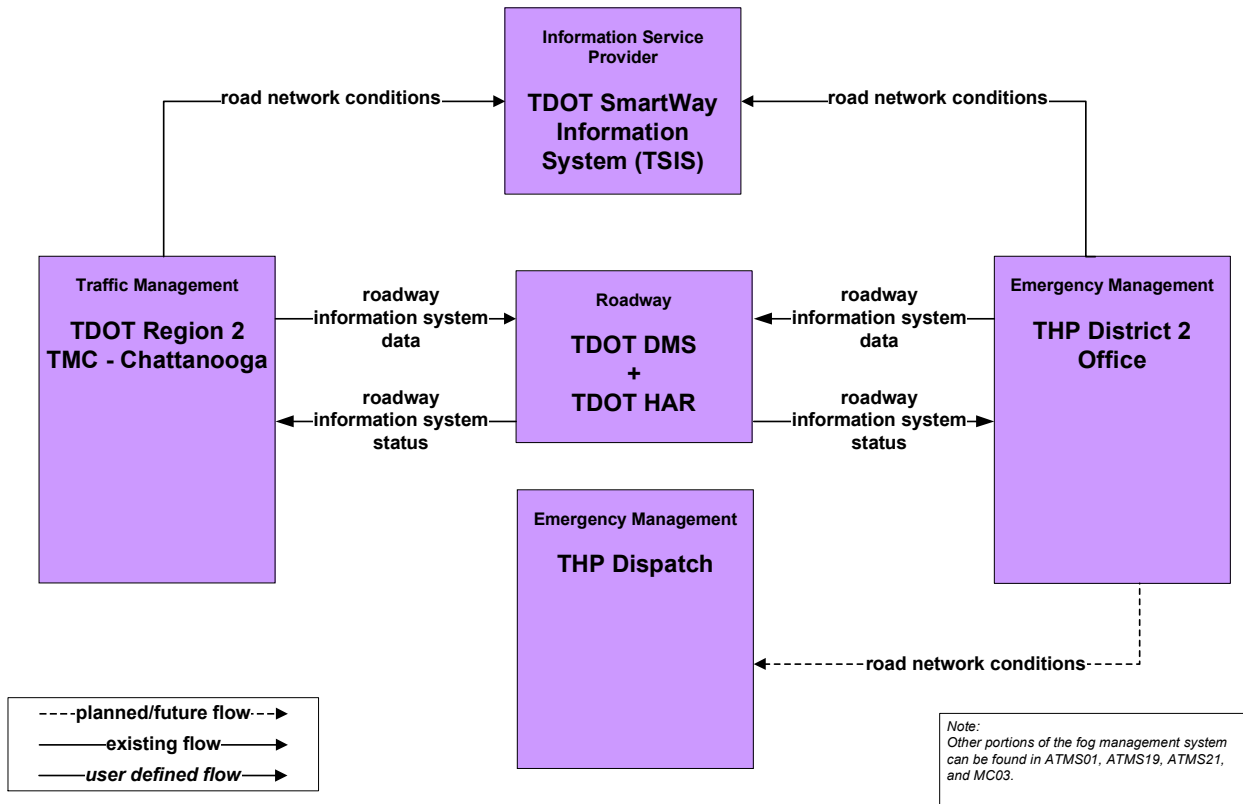 Information Service
Provider
TDOT SmartWay
Information
System (TSIS)
road network conditions
road network conditions
Traffic Management
TDOT Region 2
TMC - Chattanooga
roadway
information system
data
roadway
information system
status
Roadway
TDOT DMS
+
TDOT HAR
roadway
information system
data
roadway
information system
status
Emergency Management
THP District 2
Office
Emergency Management
THP Dispatch
road network conditions
planned/future flow
existing flow
user defined flow
Note:
Other portions of the fog management system
can be found in ATMS01, ATMS19, ATMS21,
and MC03.